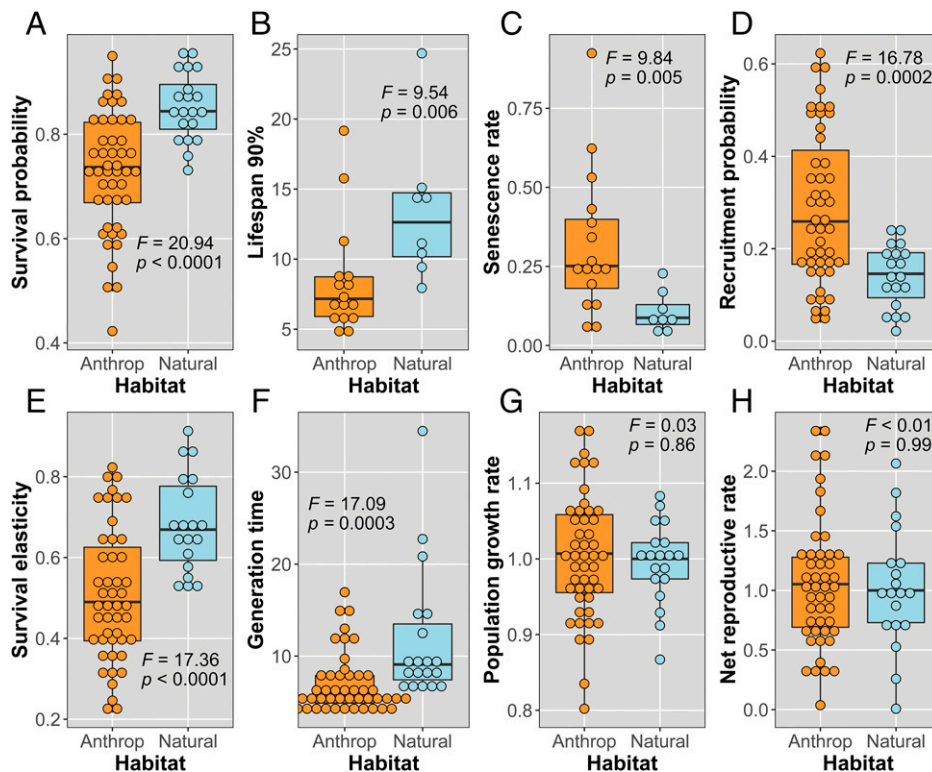 A
B
C
D
Survival probability
0.8
0.6
0.4
F = 20.94
p < 0.0001
Anthrop Natural
Habitat
Lifespan 90%
25
20
15
10
5
F = 9.54
p = 0.006
Anthrop Natural
Habitat
Senescence rate
0.75
0.50
0.25
0.00
F = 9.84
p = 0.005
Anthrop Natural
Habitat
Recruitment probability
0.6
0.4
0.2
0.0
F = 16.78
p = 0.0002
Anthrop Natural
Habitat
E
F
G
H
Survival elasticity
0.8
0.6
0.4
0.2
F = 17.36
p < 0.0001
Anthrop Natural
Habitat
Generation time
30
20
10
F = 17.09
p = 0.0003
Anthrop Natural
Habitat
Population growth rate
1.1
1.0
0.9
0.8
F = 0.03
p = 0.86
Anthrop Natural
Habitat
Net reproductive rate
2.0
1.5
1.0
0.5
0.0
F < 0.01
p = 0.99
Anthrop Natural
Habitat